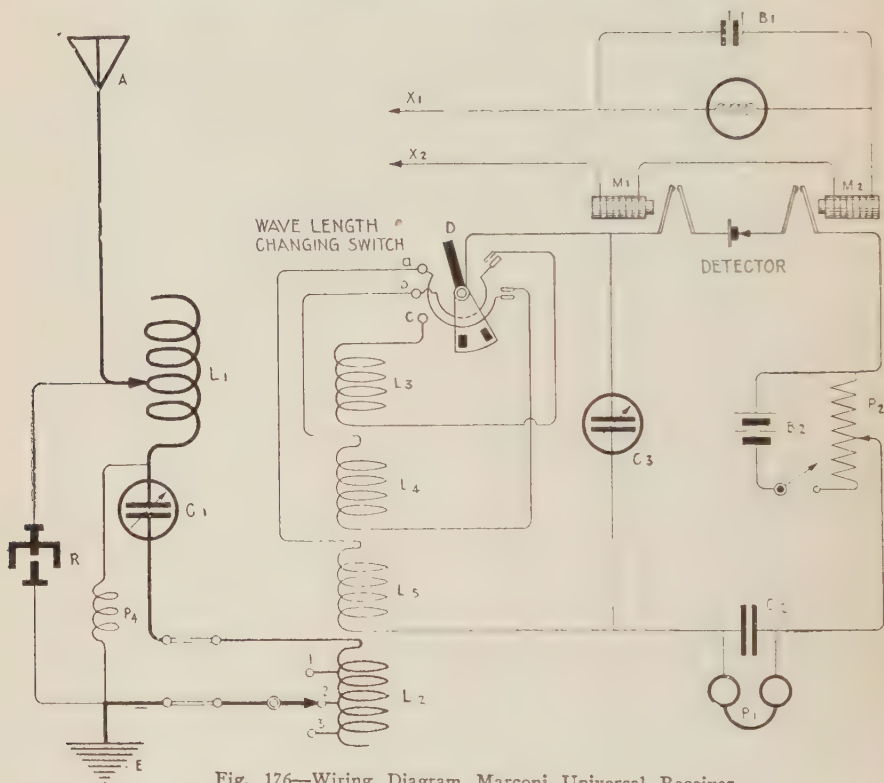 B1
A
X1
X2
M1
M2
WAVE LENGTH
CHANGING SWITCH
D
DETECTOR
a
b
c
L1
L3
P2
B2
C3
L4
C1
R
L5
P4
C2
1
L2
2
P1
3
E
Fig. 176—Wiring Diagram Marconi Universal Receiver